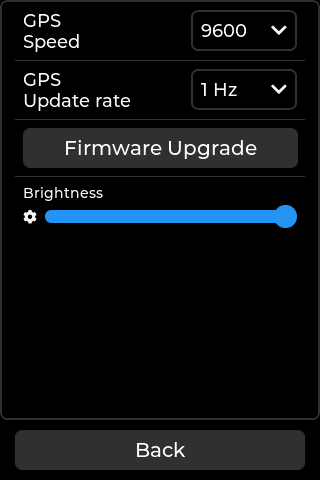 GPS
Speed
9600
GPS
Update rate
1 Hz
Firmware Upgrade
Brightness
Back